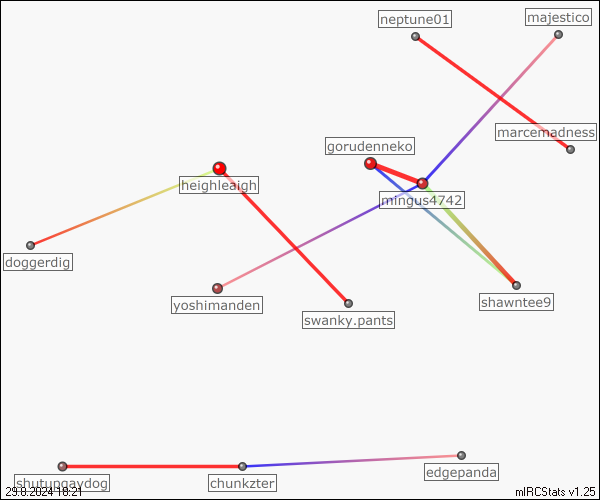 neptune01
majestico
marcemadness
gorudenneko
heighleaigh
mingus4742
doggerdig
yoshimanden
shawntee9
swanky.pants
edgepanda
shutupgaydog
chunkzter
29.8.2024 18:21
mIRCStats v1.25